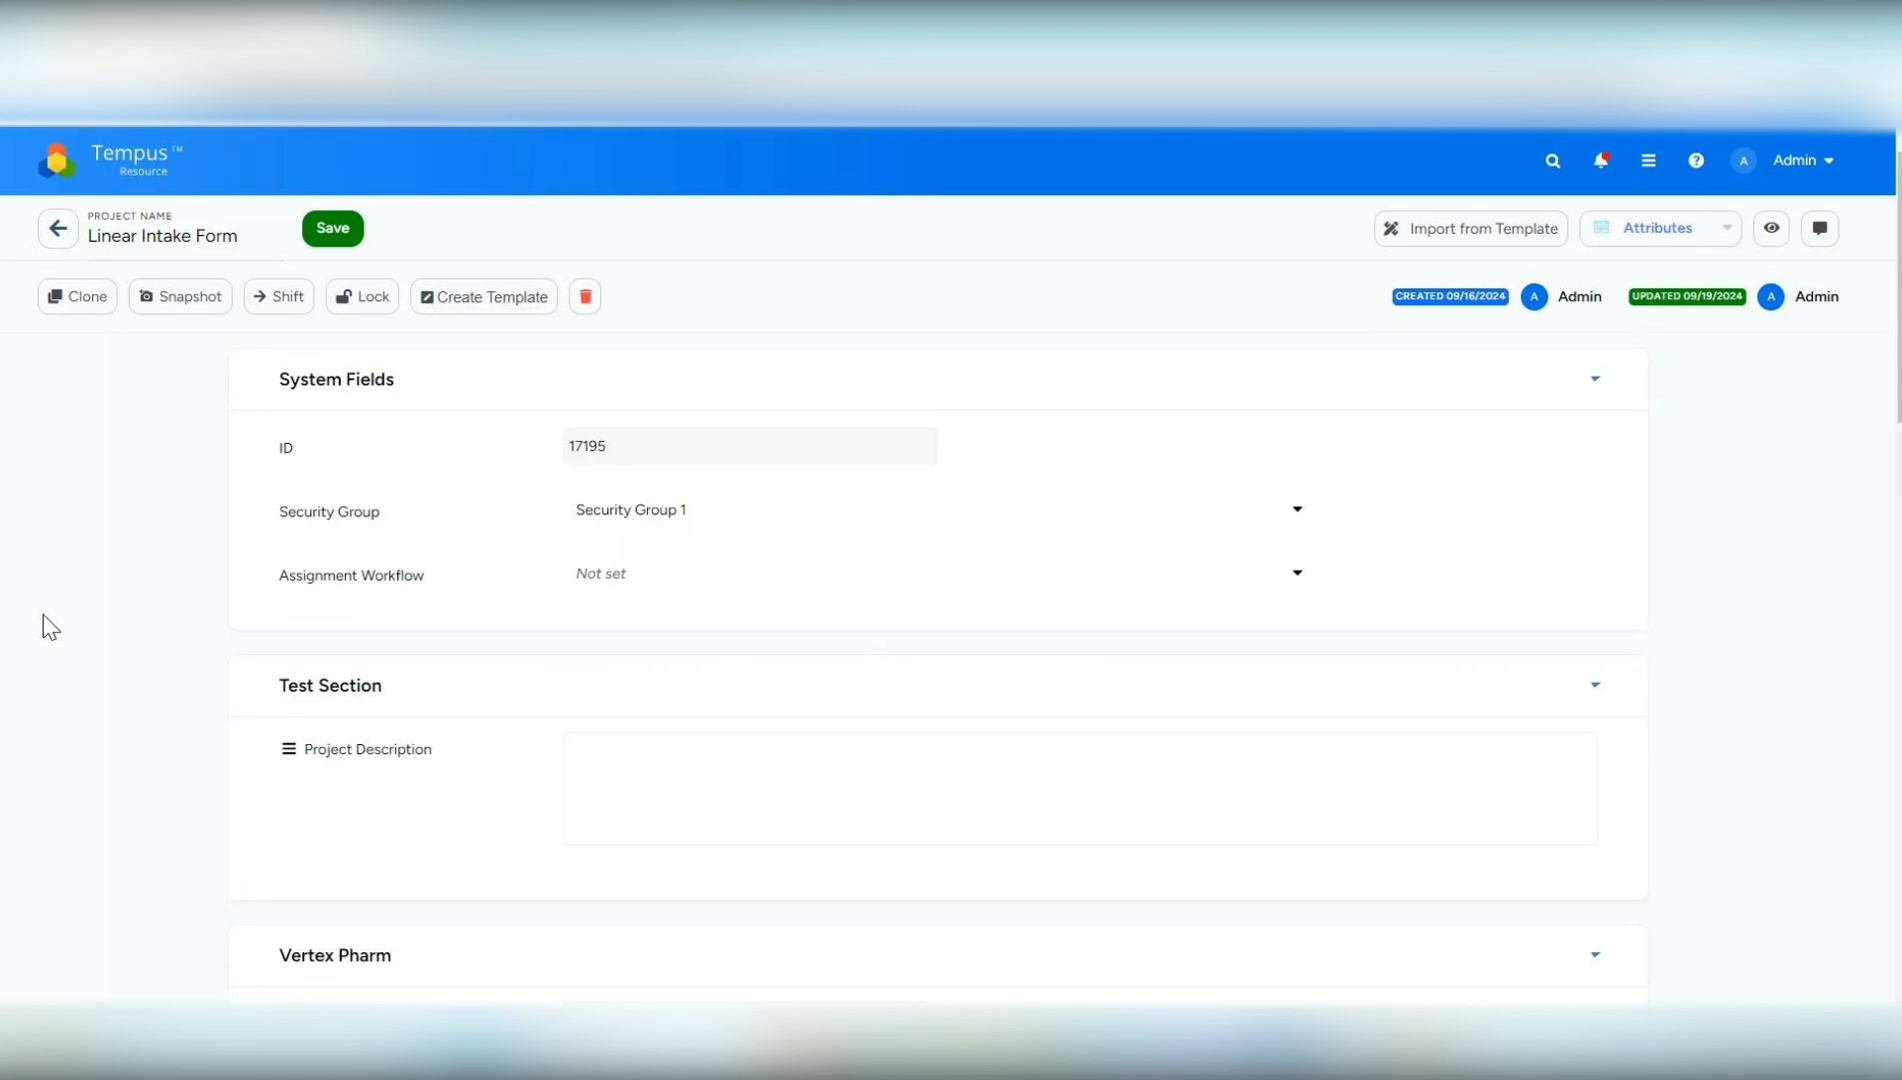 Tempus™
Resource
A Admin
PROJECT NAME
Linear Intake Form
Save
Import from Template
Attributes
Clone
Snapshot
Shift
Lock
Create Template
CREATED 09/16/2024
A Admin
UPDATED 09/19/2024
A Admin
System Fields
ID
17195
Security Group
Security Group 1
Assignment Workflow
Not set
Test Section
Project Description
Vertex Pharm